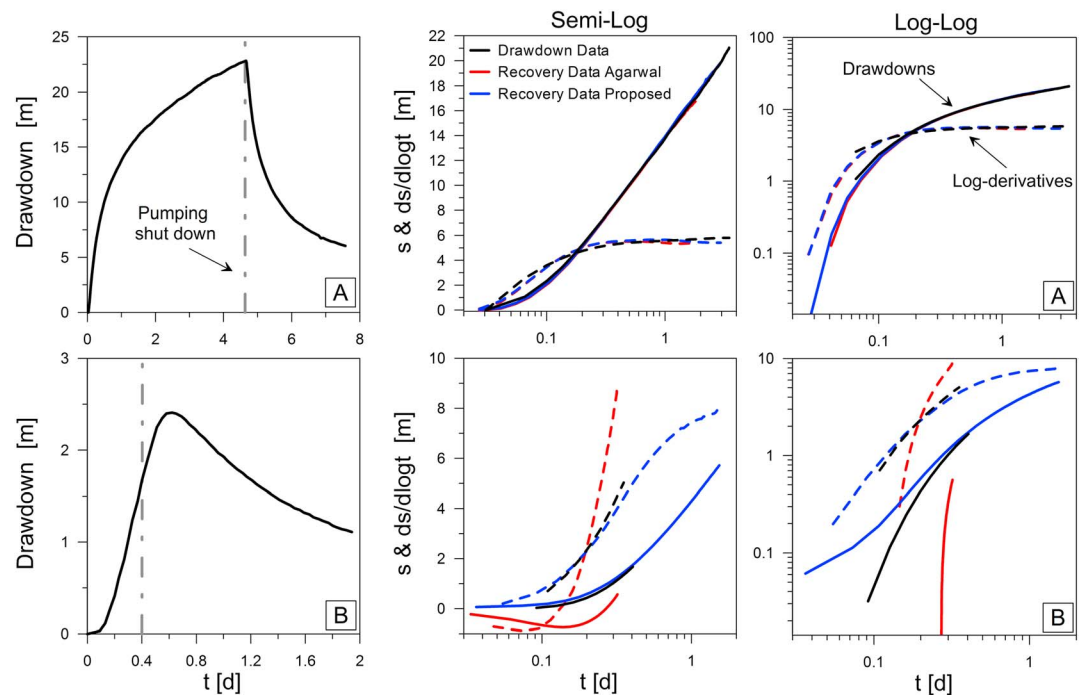 Semi-Log
Log-Log
25
20
15
10
5
0
Drawdown [m]
Pumping
shut down
A
0 2 4 6 8
22
20
18
16
14
12
10
8
6
4
2
0
s & ds/dlogt [m]
Drawdown Data
Recovery Data Agarwal
Recovery Data Proposed
0.1 1
100
10
1
0.1
Drawdowns
Log-derivatives
A
0.1 1
3
2
1
0
Drawdown [m]
B
0 0.4 0.8 1.2 1.6 2
t [d]
10
8
6
4
2
0
s & ds/dlogt [m]
0.1 1
t [d]
10
1
0.1
B
0.1 1
t [d]